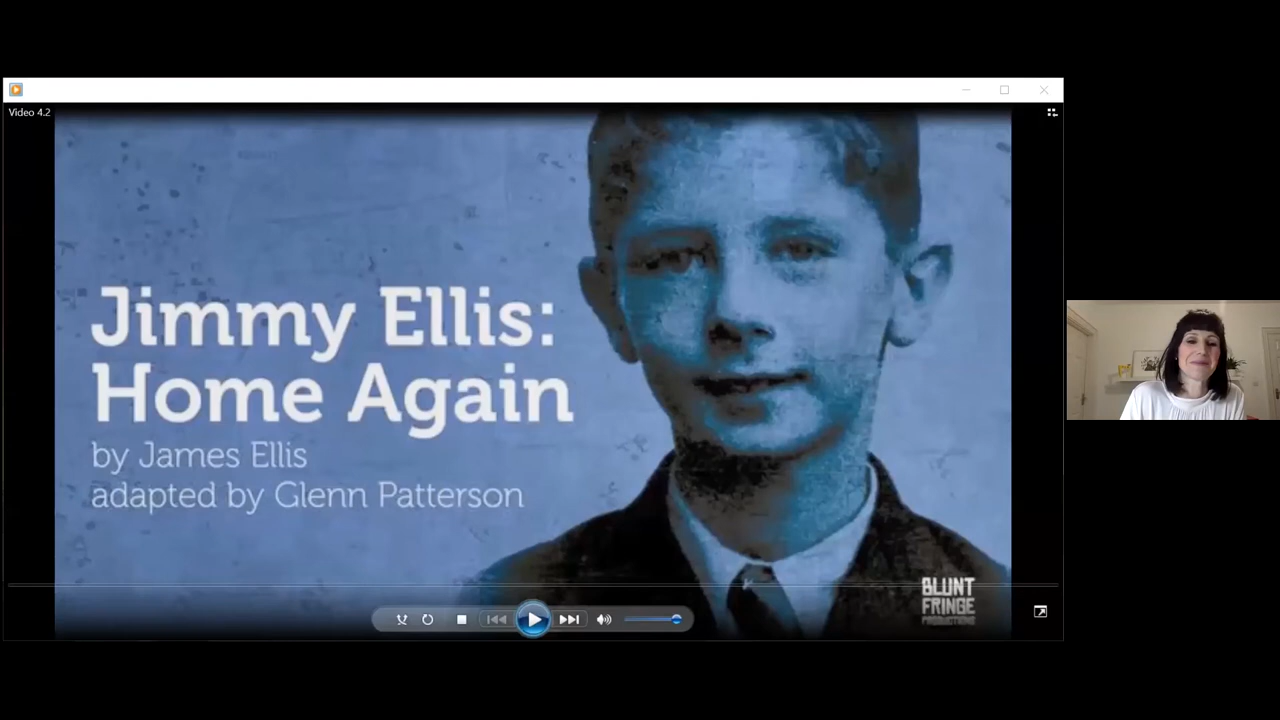 Video 4.2
Jimmy Ellis:
Home Again
by James Ellis
adapted by Glenn Patterson
BLUNT
FRINGE
PRODUCTIONS